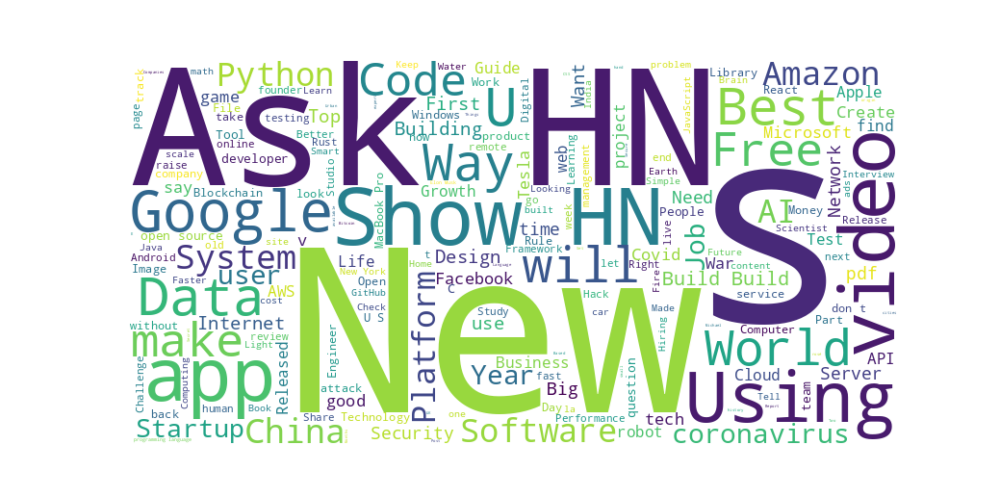 Ask HN
New
S
Show HN
Google
Python
Code
U
Way
Best
Free
Amazon
Video
AI
Data
app
make
System
user
will
World
Using
Software
Startup
China
Security
coronavirus
Platform
Year
Design
Facebook
Building
Growth
First
Guide
Work
Windows
Digital
Want
Top
Tool
game
File
math
track
page
founder
Learn
take
testing
Better
online
Rust
Smart
developer
scale
raise
company
Blockchain
say
look
Studio
MacBook Pro
Tesla
product
remote
now
web
Learning
management
project
problem
Water
Keep
end
Earth
Simple
JavaScript
India
Library
Brain
React
Apple
Create
Microsoft
find
Network
Interview
ads
Money
Release
Scientist
Test
Future
next
Need
People
live
Job
Covid
War
Right
Fire
let
Rule
Framework
time
go
built
week
Looking
open source
old
site
v
Java
Android
Image
Faster
Life
New York
Home
Open
GitHub
Check
U S
AWS
cost
Internet
without
review
Light
Released
Engineer
human
Book
Computing
Challenge
back
attack
good
Share
Technology
one
Day
la
fast
Business
Big
use
Study
Hack
car
Made
Hiring
Performance
question
tech
robot
Build Build
content
service
pdf
don t
Part
Computer
API
Cloud
Server
Tell
team
programming language
t
C